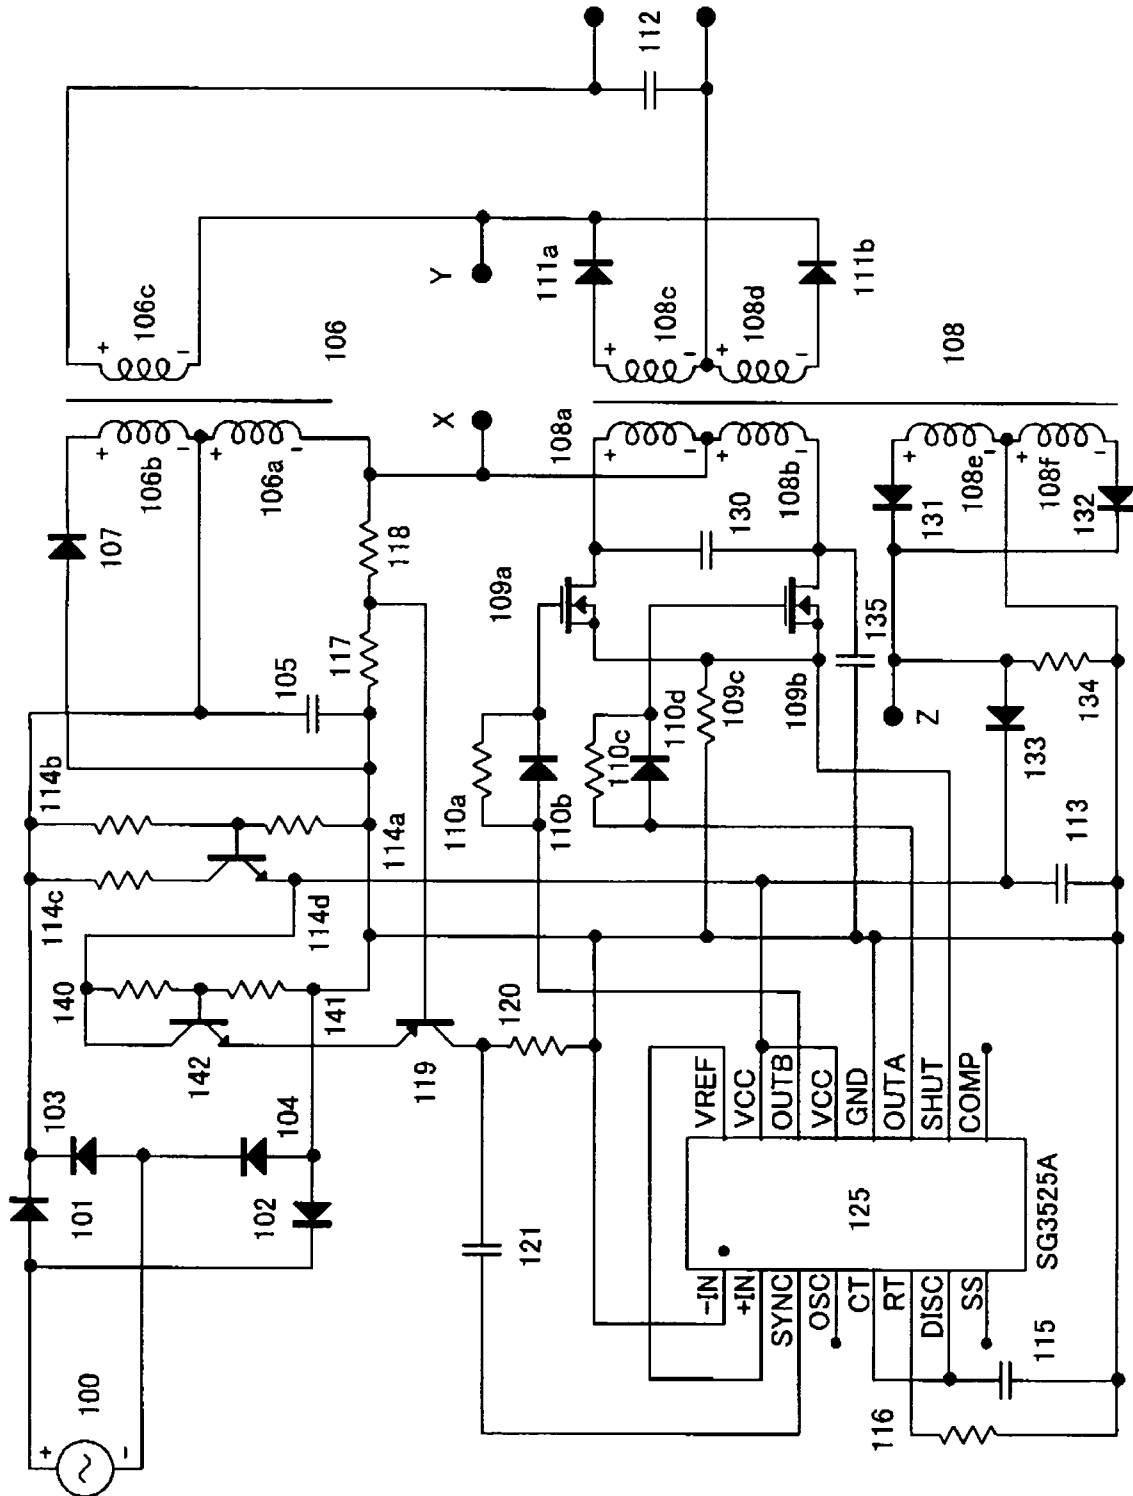 100
+
−
101
102
103
104
140
141
142
114c
114b
114a
114d
105
107
106b
+
-
106a
+
-
106c
+
-
106
117
118
119
120
121
X
Y
112
111a
111b
108a
108b
108c
+
-
108d
+
-
108
108e
+
-
108f
+
-
109a
109b
109c
110a
110b
110c
110d
130
131
132
133
134
135
Z
113
-IN
+IN
SYNC
OSC
CT
RT
DISC
SS
VREF
VCC
OUTB
VCC
GND
OUTA
SHUT
COMP
125
SG3525A
115
116